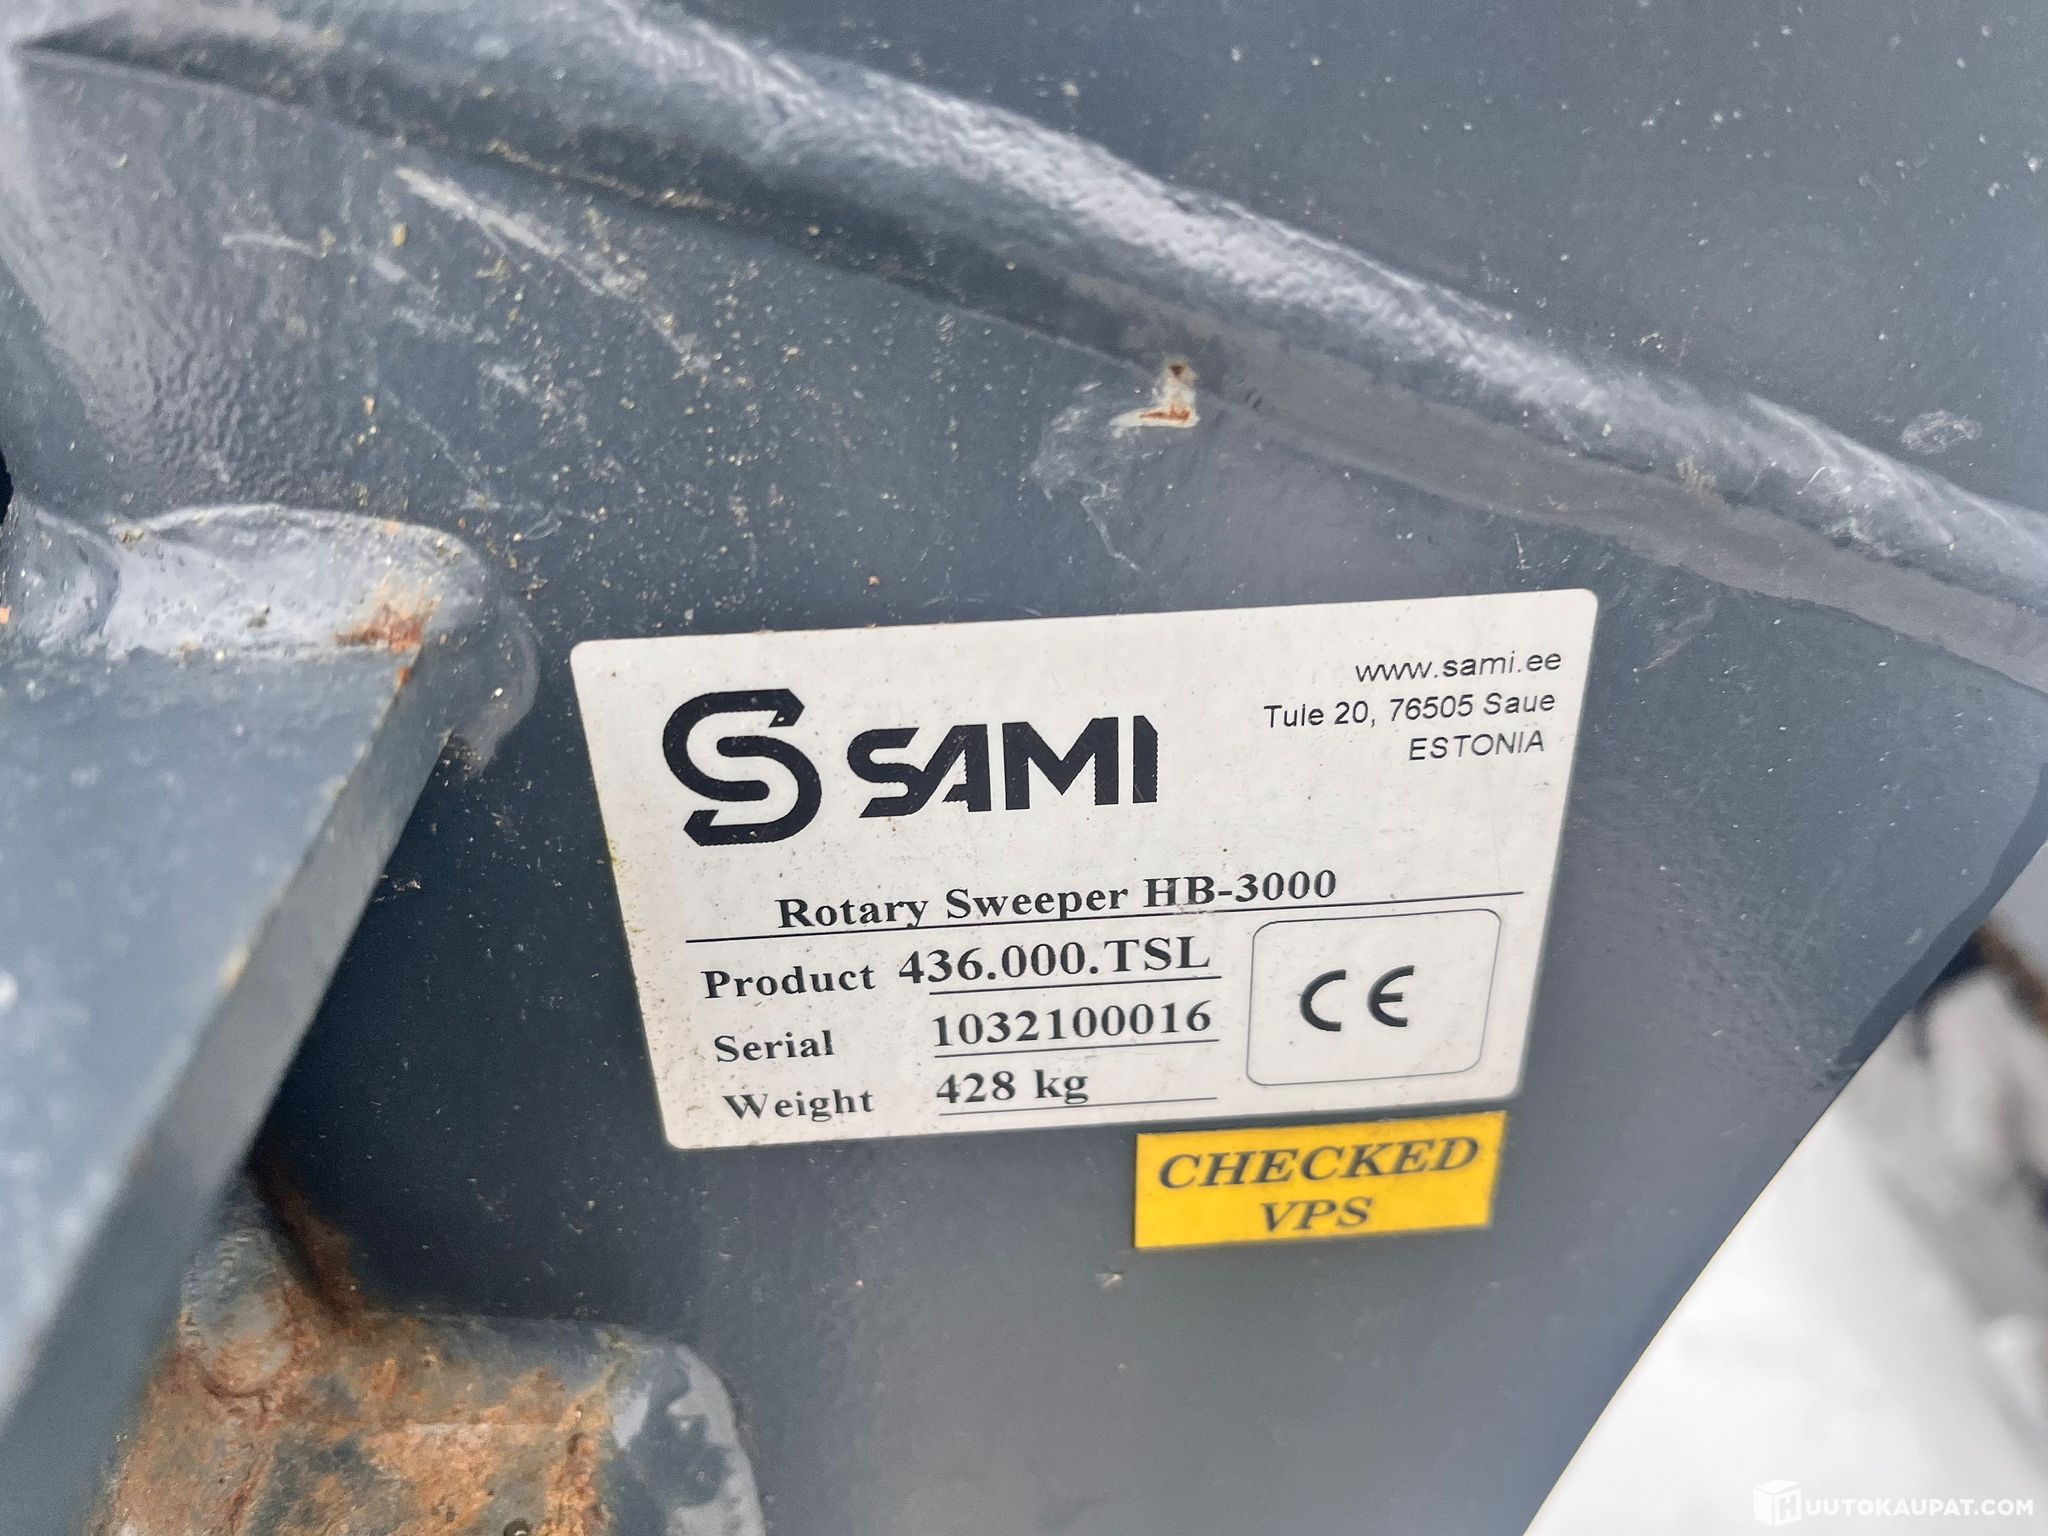 SAMI
www.sami.ee
Tule 20, 76505 Saue
ESTONIA
Rotary Sweeper HB-3000
Product 436.000.TSL
Serial 1032100016
Weight 428 kg
CE
CHECKED
VPS
HUUTOKAUPAT.COM